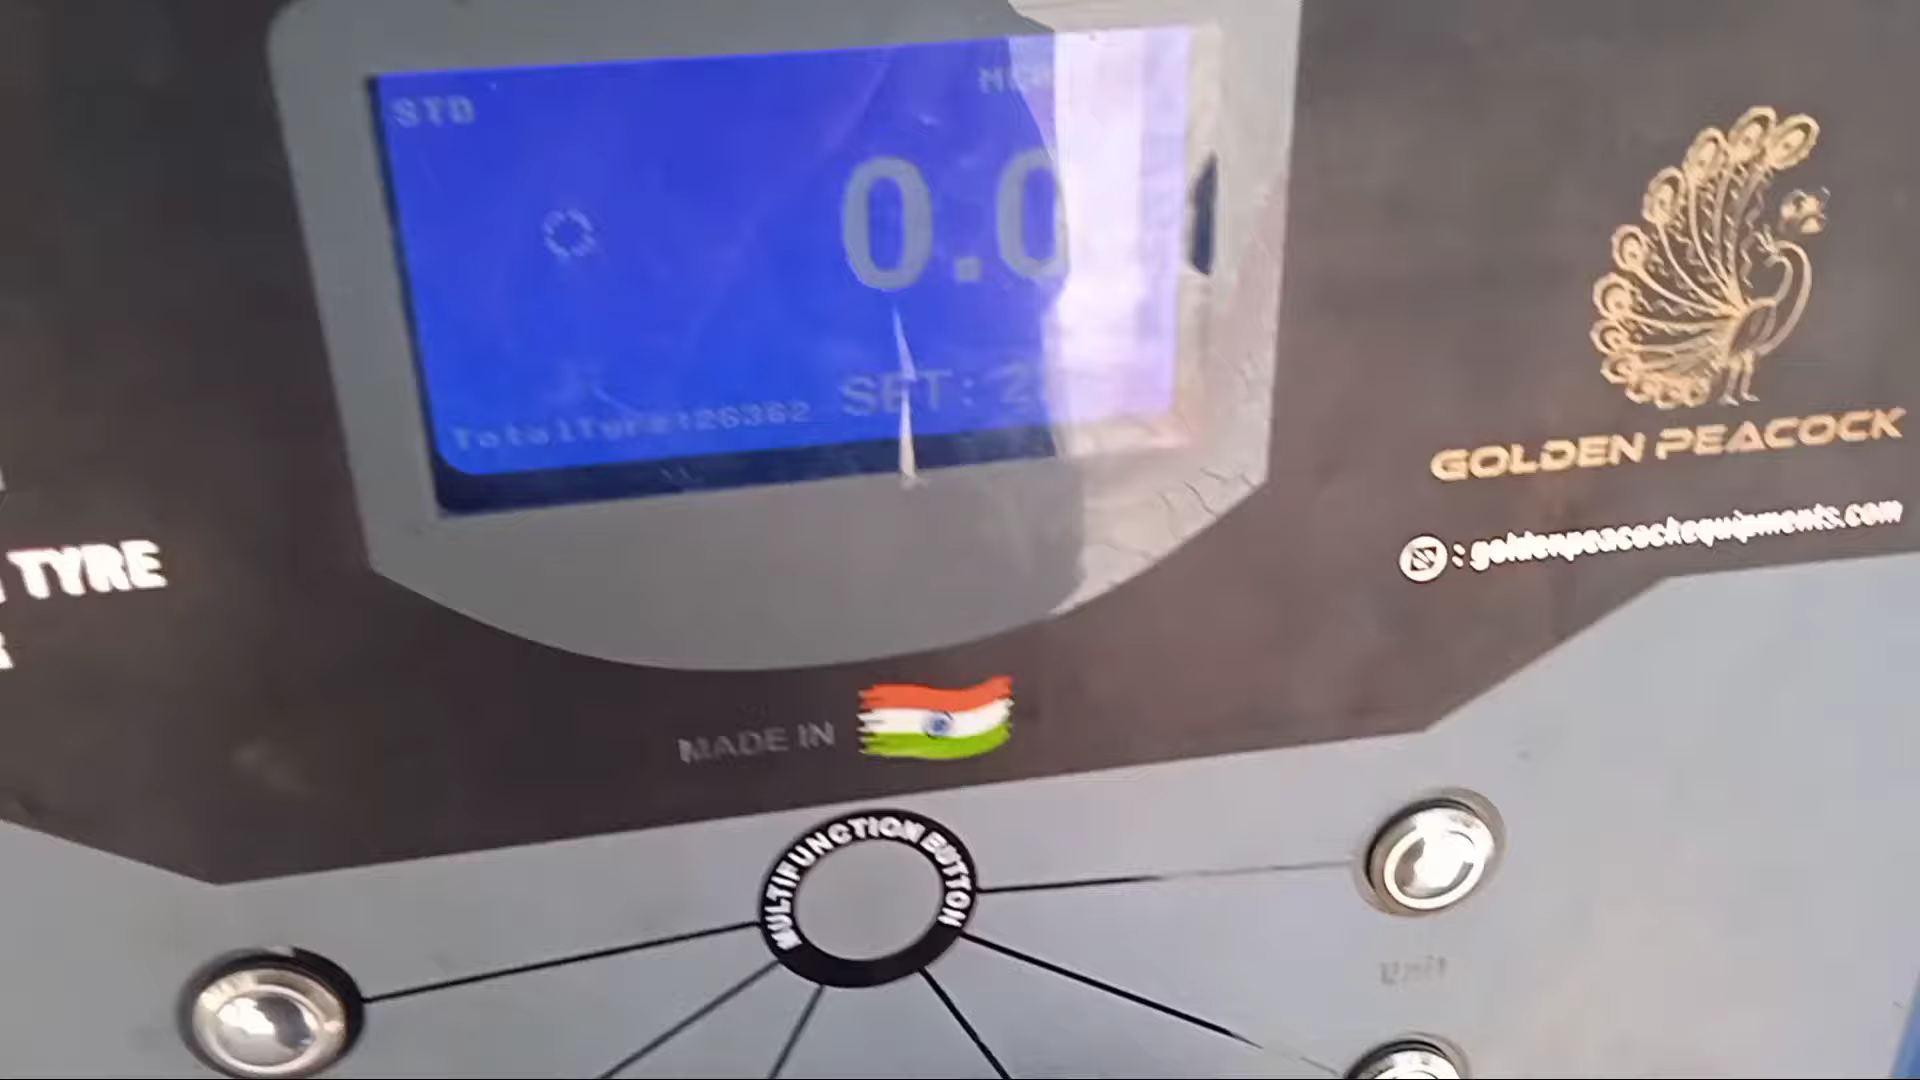 STD
0.0
SET: 2
TotalTyre:26362
GOLDEN PEACOCK
: goldenpeacockequipments.com
TYRE
MADE IN
MULTIFUNCTION BUTTON
Unit